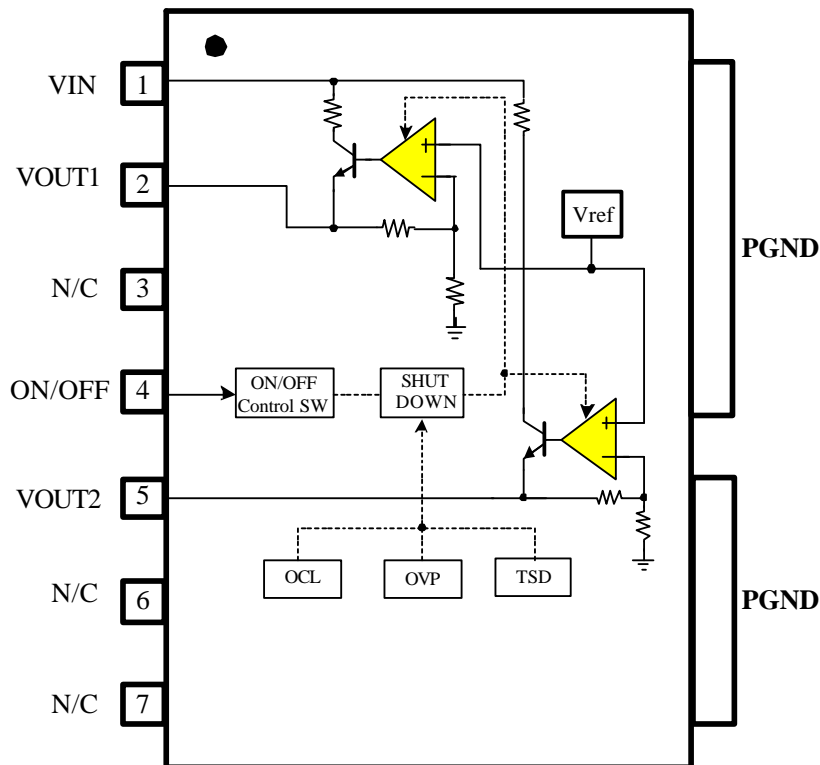 VIN 1
VOUT1 2
Vref
PGND
N/C 3
ON/OFF 4
ON/OFF
Control SW
SHUT
DOWN
VOUT2 5
OCL
OVP
TSD
N/C 6
PGND
N/C 7